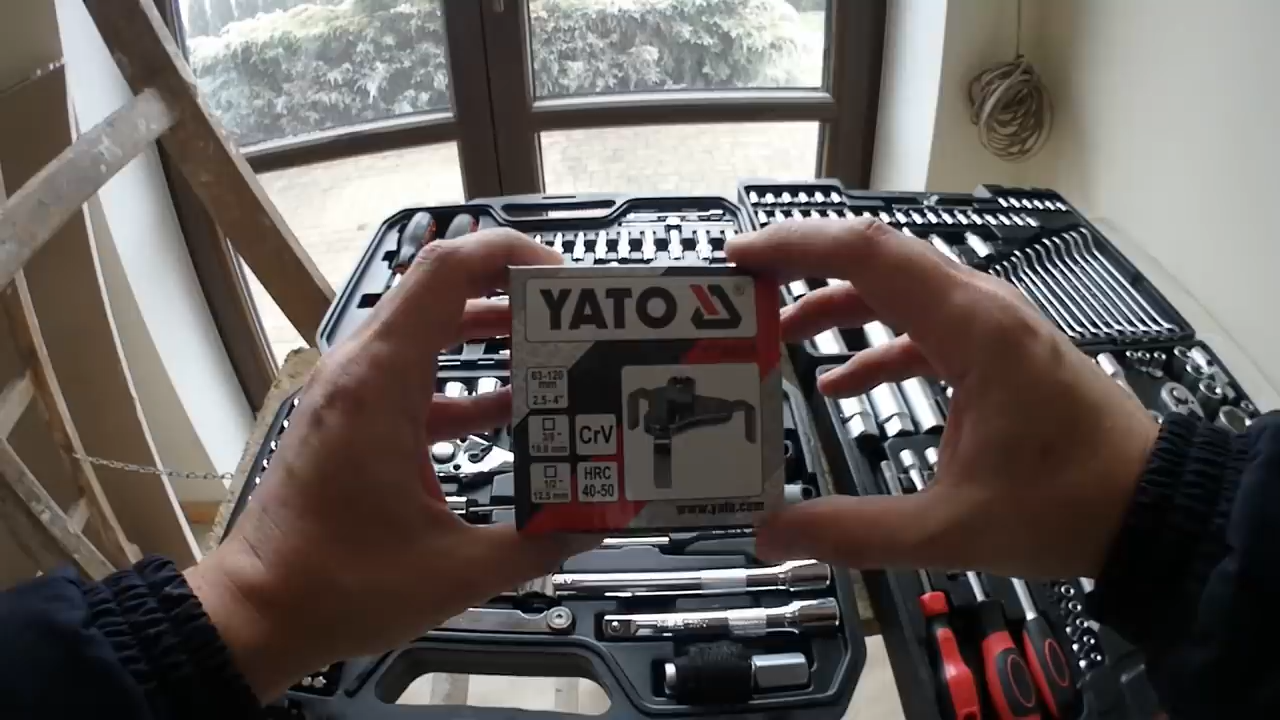 YATO
63-120
mm
2.5-4"
3/8"
10.0 mm
CrV
1/2"
12.5 mm
HRC
40-50
www.yato.com